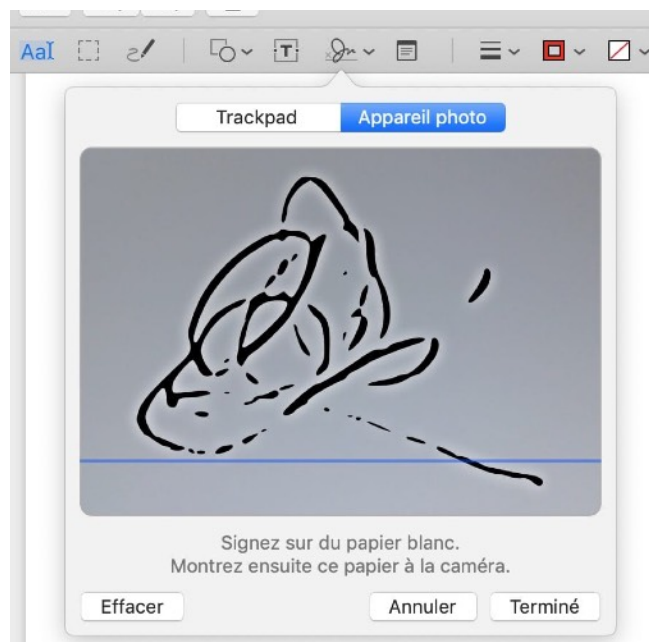 AaI
T
Trackpad Appareil photo
Signez sur du papier blanc.
Montrez ensuite ce papier à la caméra.
Effacer Annuler Terminé